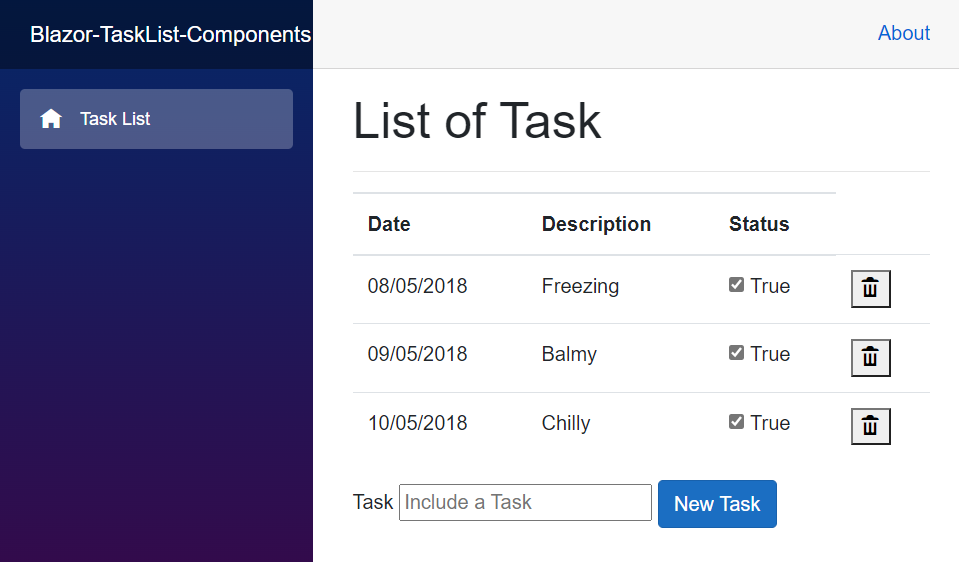 Blazor-TaskList-Components
About
Task List
List of Task
Date Description Status
08/05/2018 Freezing True
09/05/2018 Balmy True
10/05/2018 Chilly True
Task Include a Task New Task